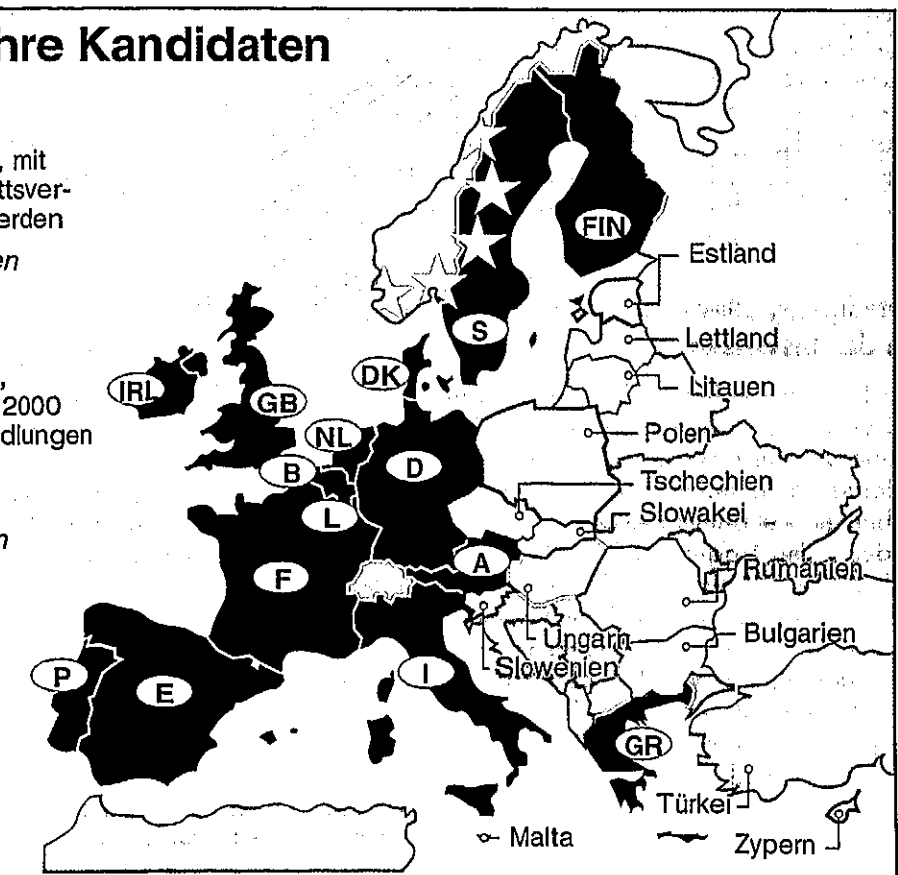 hre Kandidaten
, mit
ttsver-
erden
en
,
2000
dlungen
n
FIN
Estland
S
Lettland
DK
Litauen
IRL
GB
NL
Polen
B
D
Tschechien
L
Slowakei
A
F
Rumänien
Ungarn
Bulgarien
Slowenien
P
I
E
GR
Türkei
Malta
Zypern